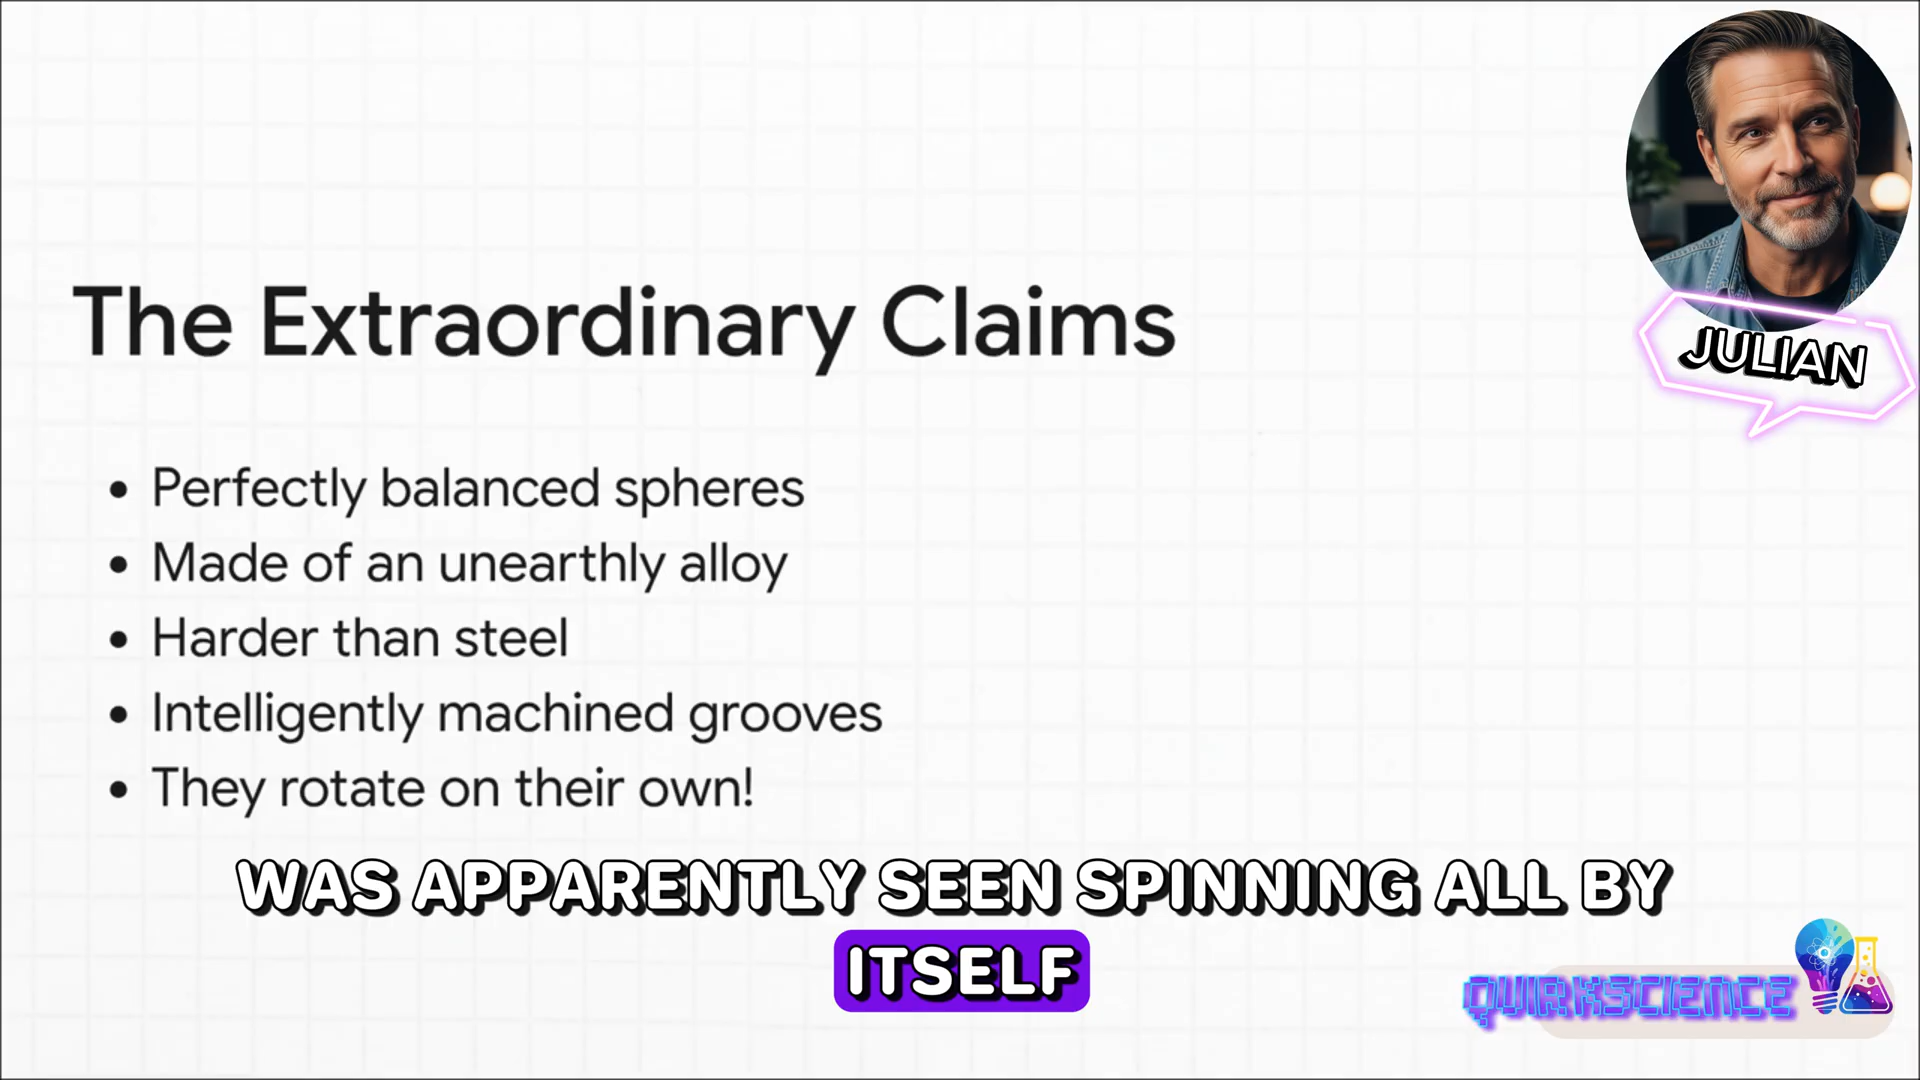 JULIAN
The Extraordinary Claims
• Perfectly balanced spheres
• Made of an unearthly alloy
• Harder than steel
• Intelligently machined grooves
• They rotate on their own!
WAS APPARENTLY SEEN SPINNING ALL BY
ITSELF
QUIRKSCIENCE